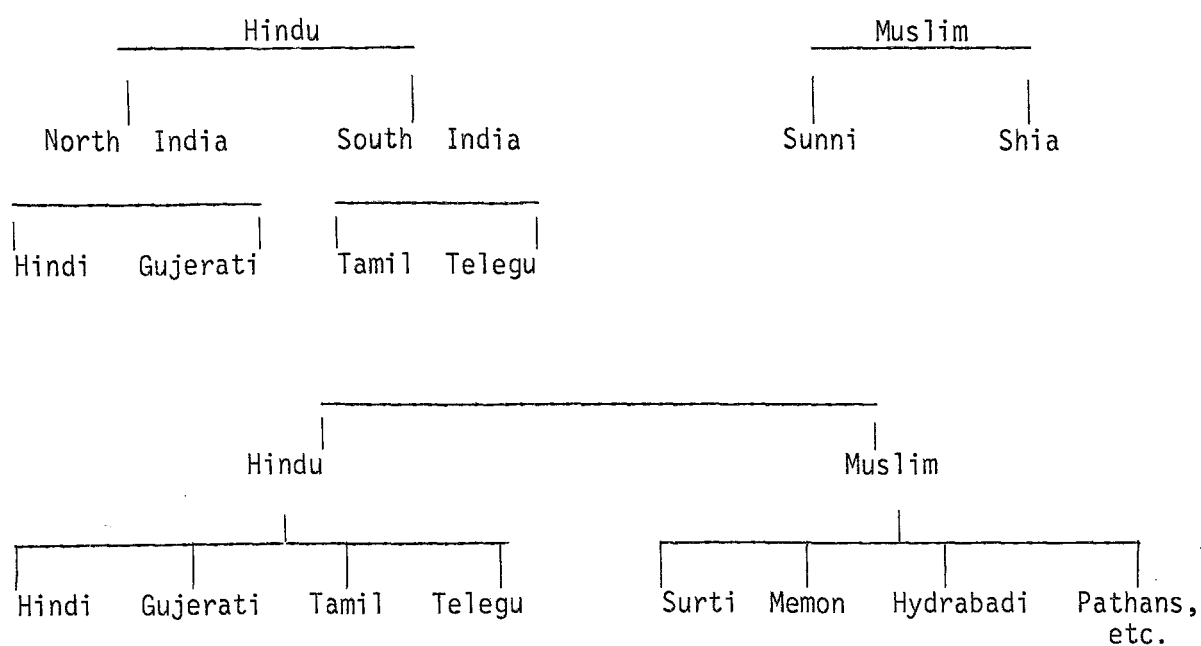 Hindu Muslim
North India South India Sunni Shia
Hindi Gujerati Tamil Telegu
Hindu Muslim
Hindi Gujerati Tamil Telegu Surti Memon Hydrabadi Pathans,
etc.